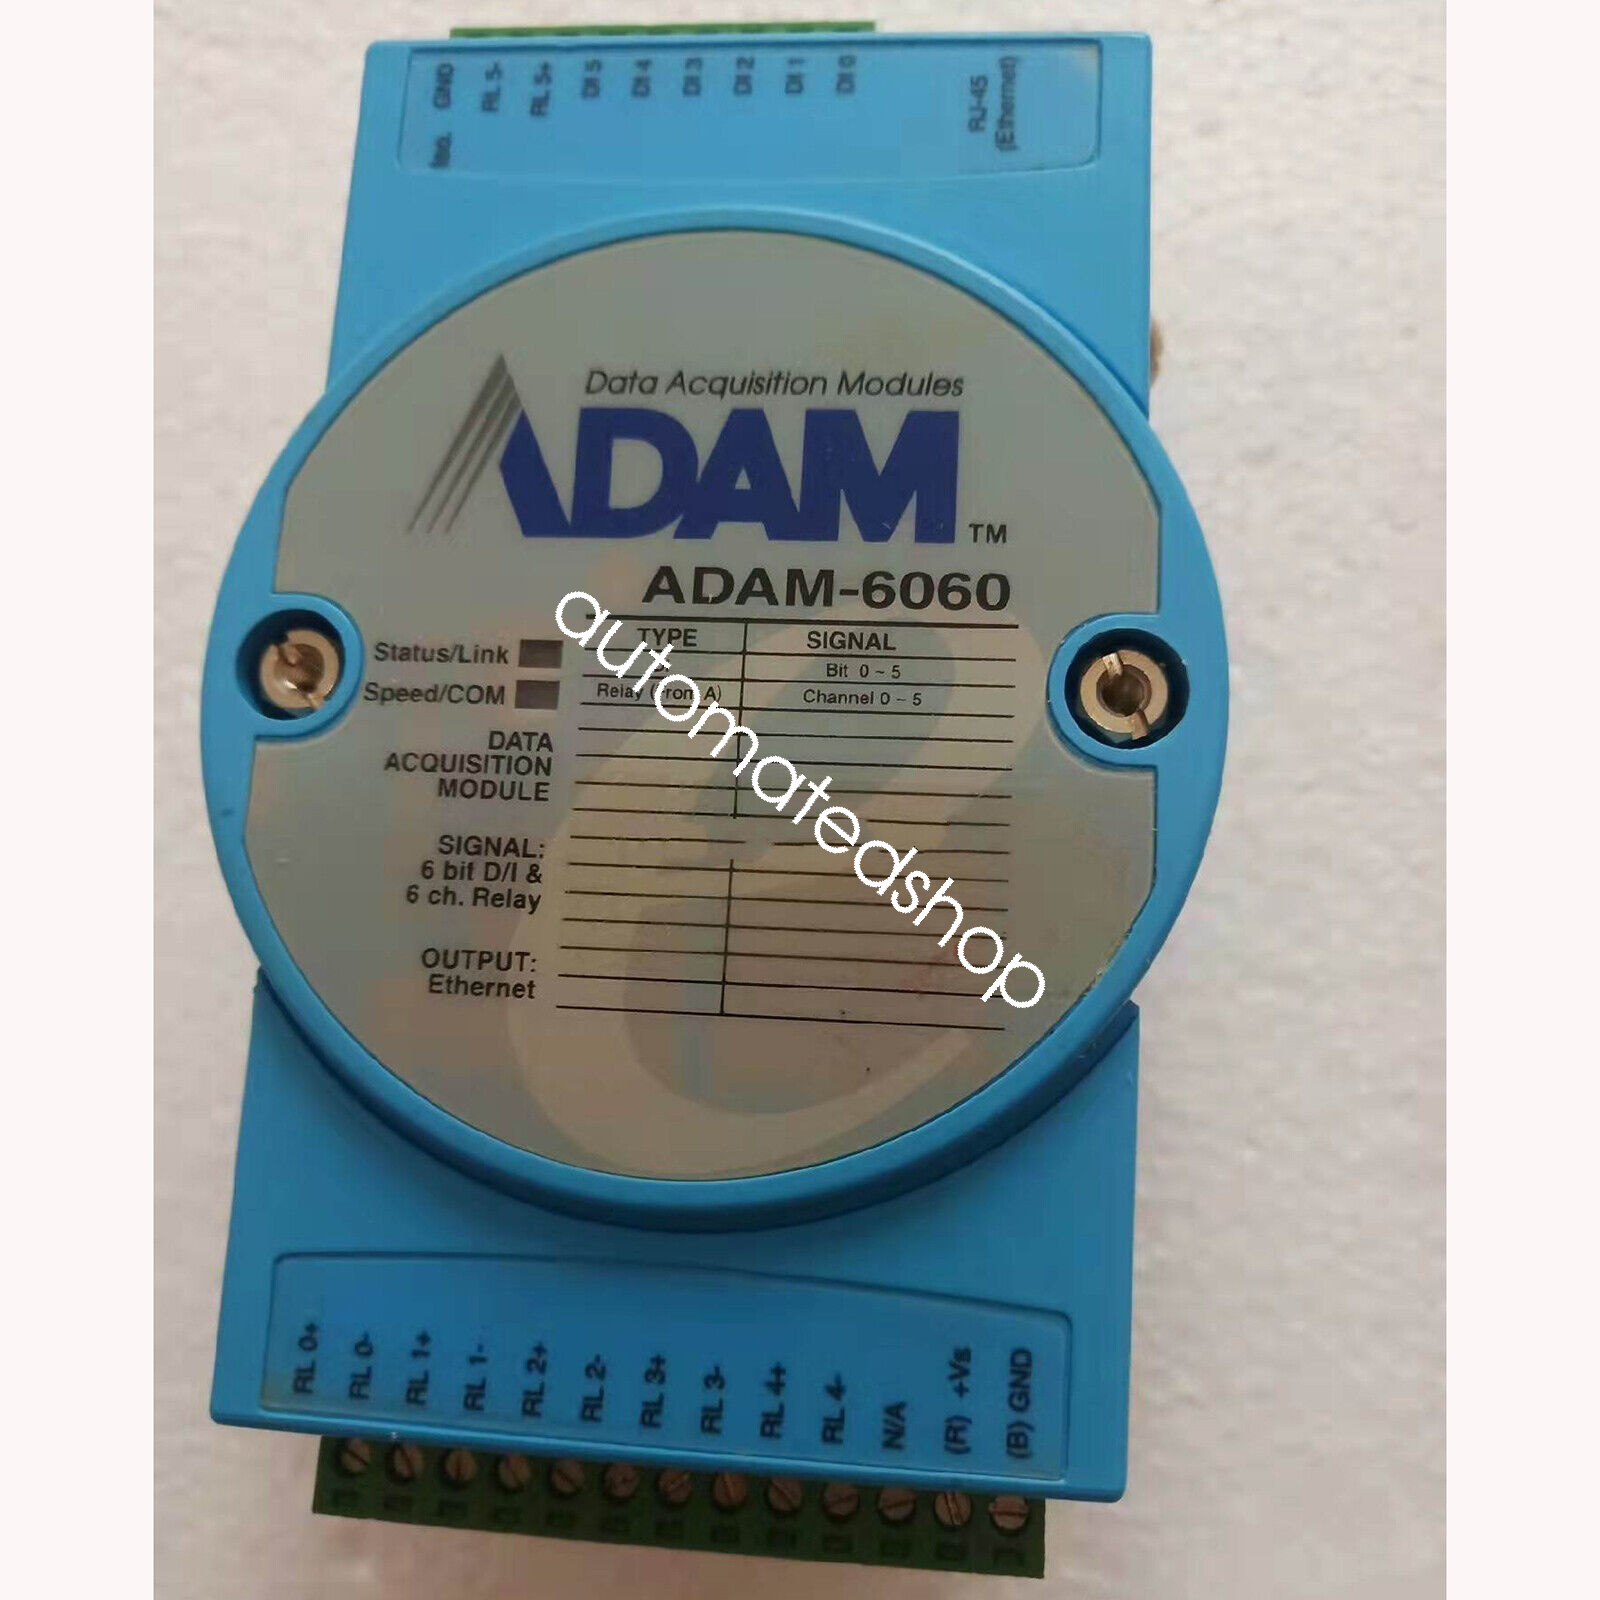 Iso. GND
RL 5-
RL 5+
DI 5
DI 4
DI 3
DI 2
DI 1
DI 0
RJ-45
(Ethernet)
Data Acquisition Modules
ADAM TM
ADAM-6060
Status/Link
Speed/COM
TYPE SIGNAL
Bit 0 ~ 5
Relay (From A) Channel 0 ~ 5
DATA
ACQUISITION
MODULE
SIGNAL:
6 bit D/I &
6 ch. Relay
OUTPUT:
Ethernet
automatedshop
RL 0+
RL 0-
RL 1+
RL 1-
RL 2+
RL 2-
RL 3+
RL 3-
RL 4+
RL 4-
N/A
(R) +Vs
(B) GND